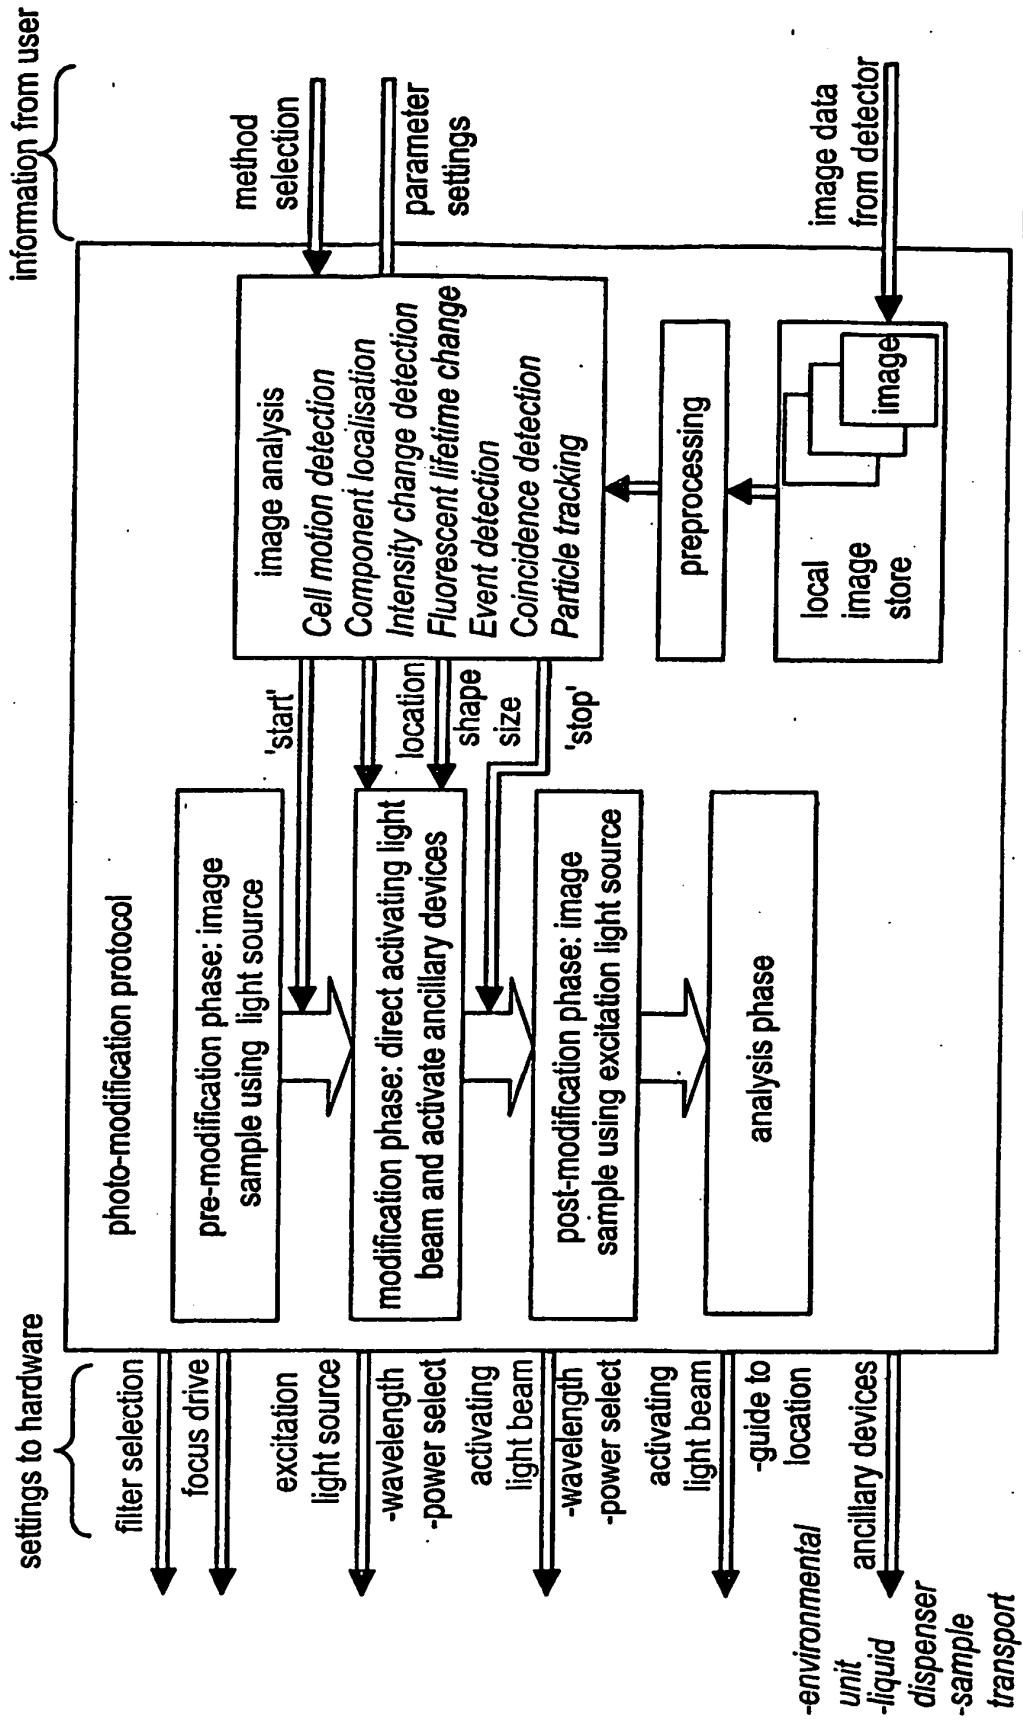 settings to hardware
filter selection
focus drive
excitation
light source
-wavelength
-power select
activating
light beam
-wavelength
-power select
activating
light beam
-guide to
location
ancillary devices
-environmental
unit
-liquid
dispenser
-sample
transport
photo-modification protocol
pre-modification phase: image
sample using light source
modification phase: direct activating light
beam and activate ancillary devices
post-modification phase: image
sample using excitation light source
analysis phase
'start'
location
shape
size
'stop'
image analysis
Cell motion detection
Component localisation
Intensity change detection
Fluorescent lifetime change
Event detection
Coincidence detection
Particle tracking
preprocessing
local
image
store
image
information from user
method
selection
parameter
settings
image data
from detector